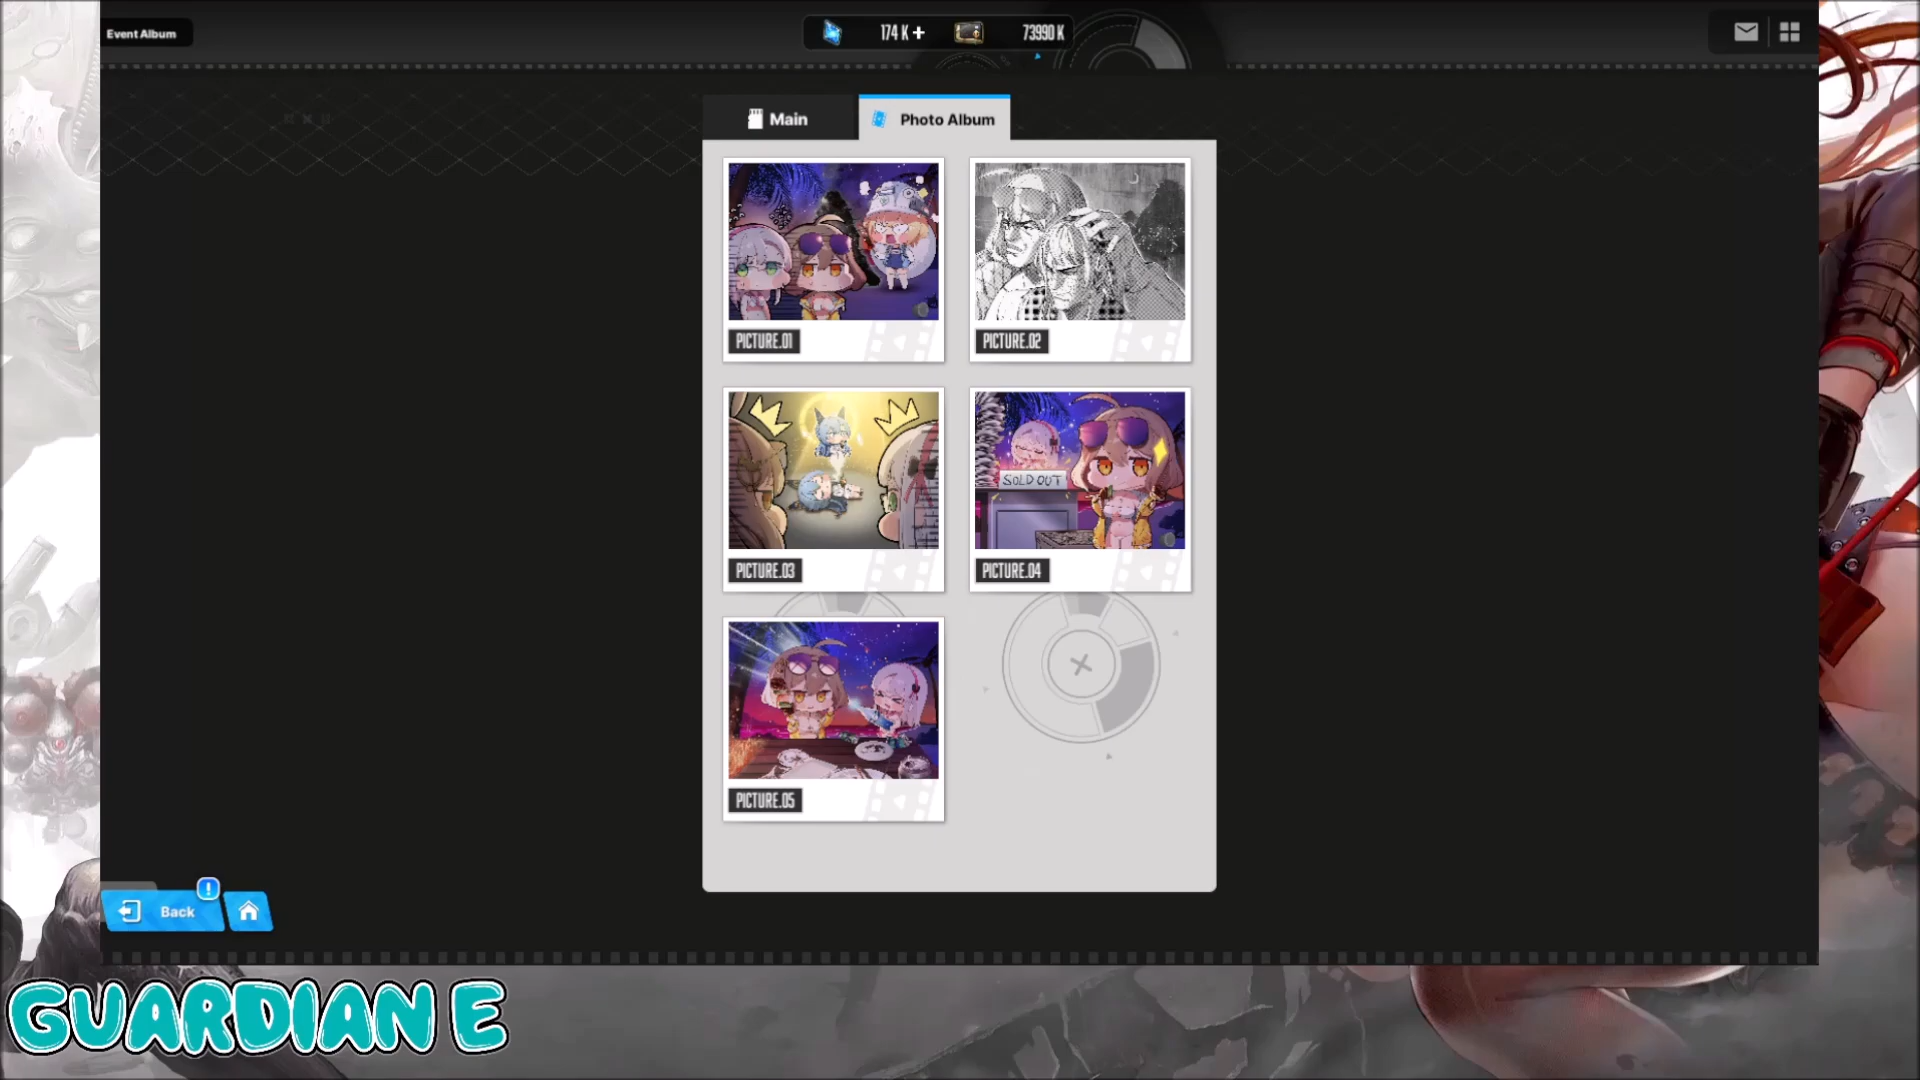 Event Album
174 K +
73990 K
Main
Photo Album
PICTURE.01
PICTURE.02
SOLD OUT
PICTURE.03
PICTURE.04
PICTURE.05
!
Back
GUARDIAN E